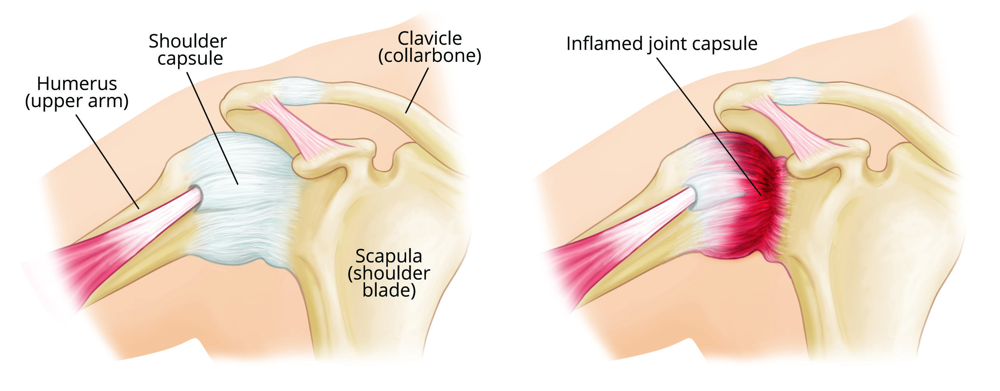 Shoulder
capsule
Clavicle
(collarbone)
Humerus
(upper arm)
Scapula
(shoulder
blade)
Inflamed joint capsule